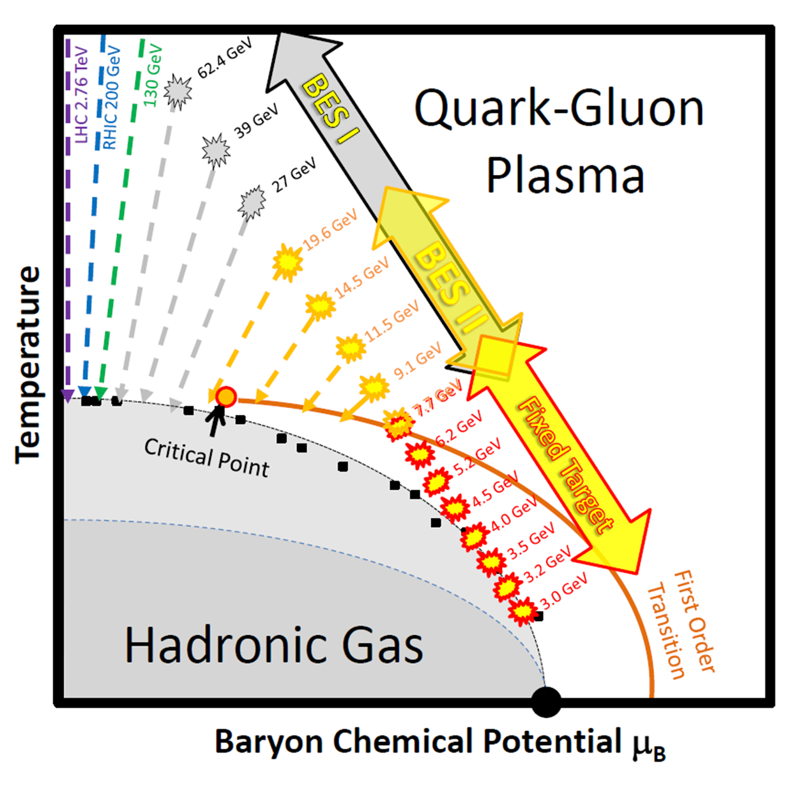 LHC 2.76 TeV
RHIC 200 GeV
130 GeV
62.4 GeV
39 GeV
27 GeV
19.6 GeV
14.5 GeV
11.5 GeV
9.1 GeV
7.7 GeV
7.7 GeV
6.2 GeV
5.2 GeV
4.5 GeV
4.0 GeV
3.5 GeV
3.2 GeV
3.0 GeV
BES I
BES II
Fixed Target
Quark-Gluon
Plasma
Temperature
Critical Point
Hadronic Gas
First Order
Transition
Baryon Chemical Potential μB